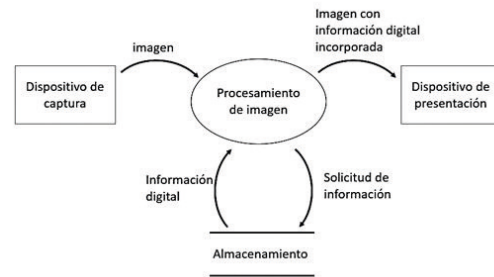 imagen
Imagen con
información digital
incorporada
Dispositivo de
captura
Procesamiento
de imagen
Dispositivo de
presentación
Información
digital
Solicitud de
información
Almacenamiento